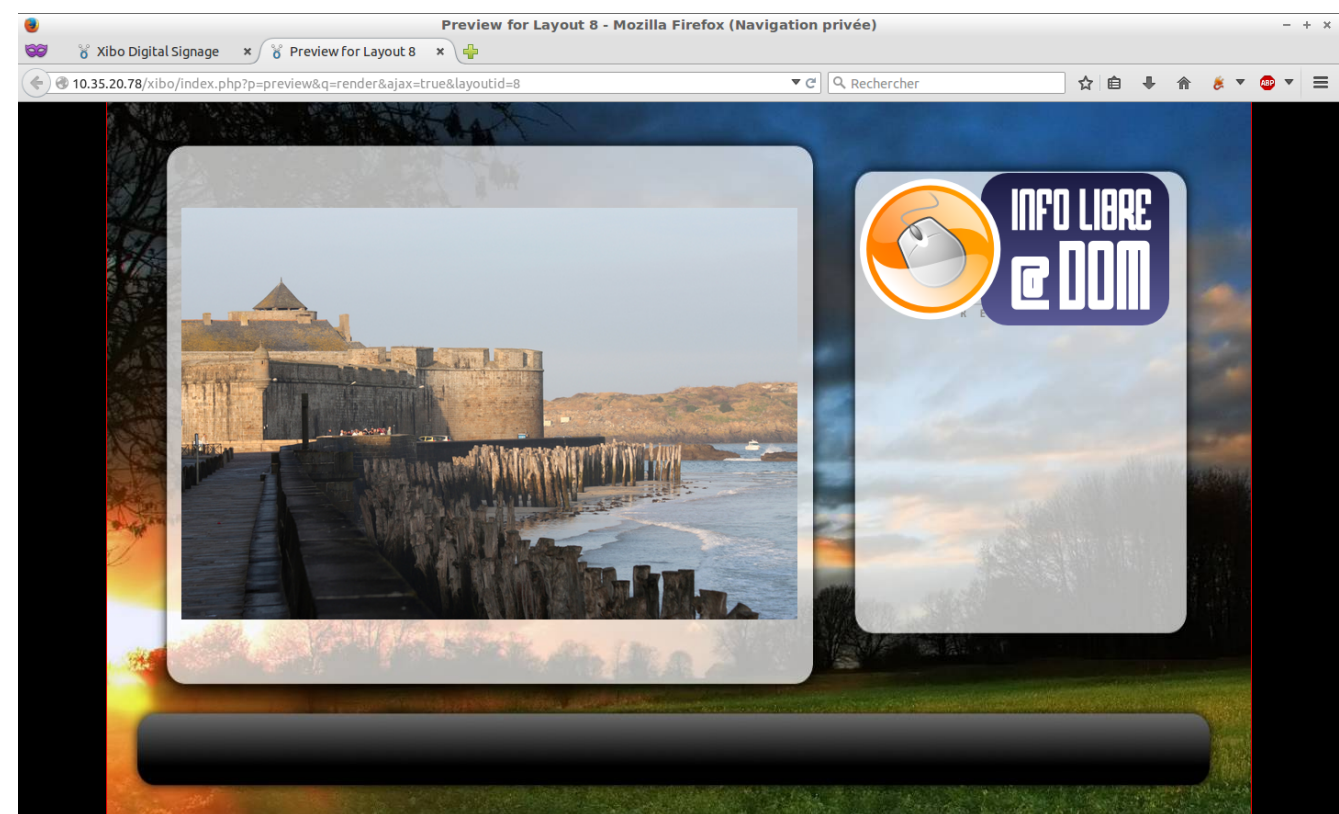 Preview for Layout 8 - Mozilla Firefox (Navigation privée)
Xibo Digital Signage
Preview for Layout 8
10.35.20.78/xibo/index.php?p=preview&q=render&ajax=true&layoutid=8
Rechercher
ABP
INFO LIBRE
@ DOM